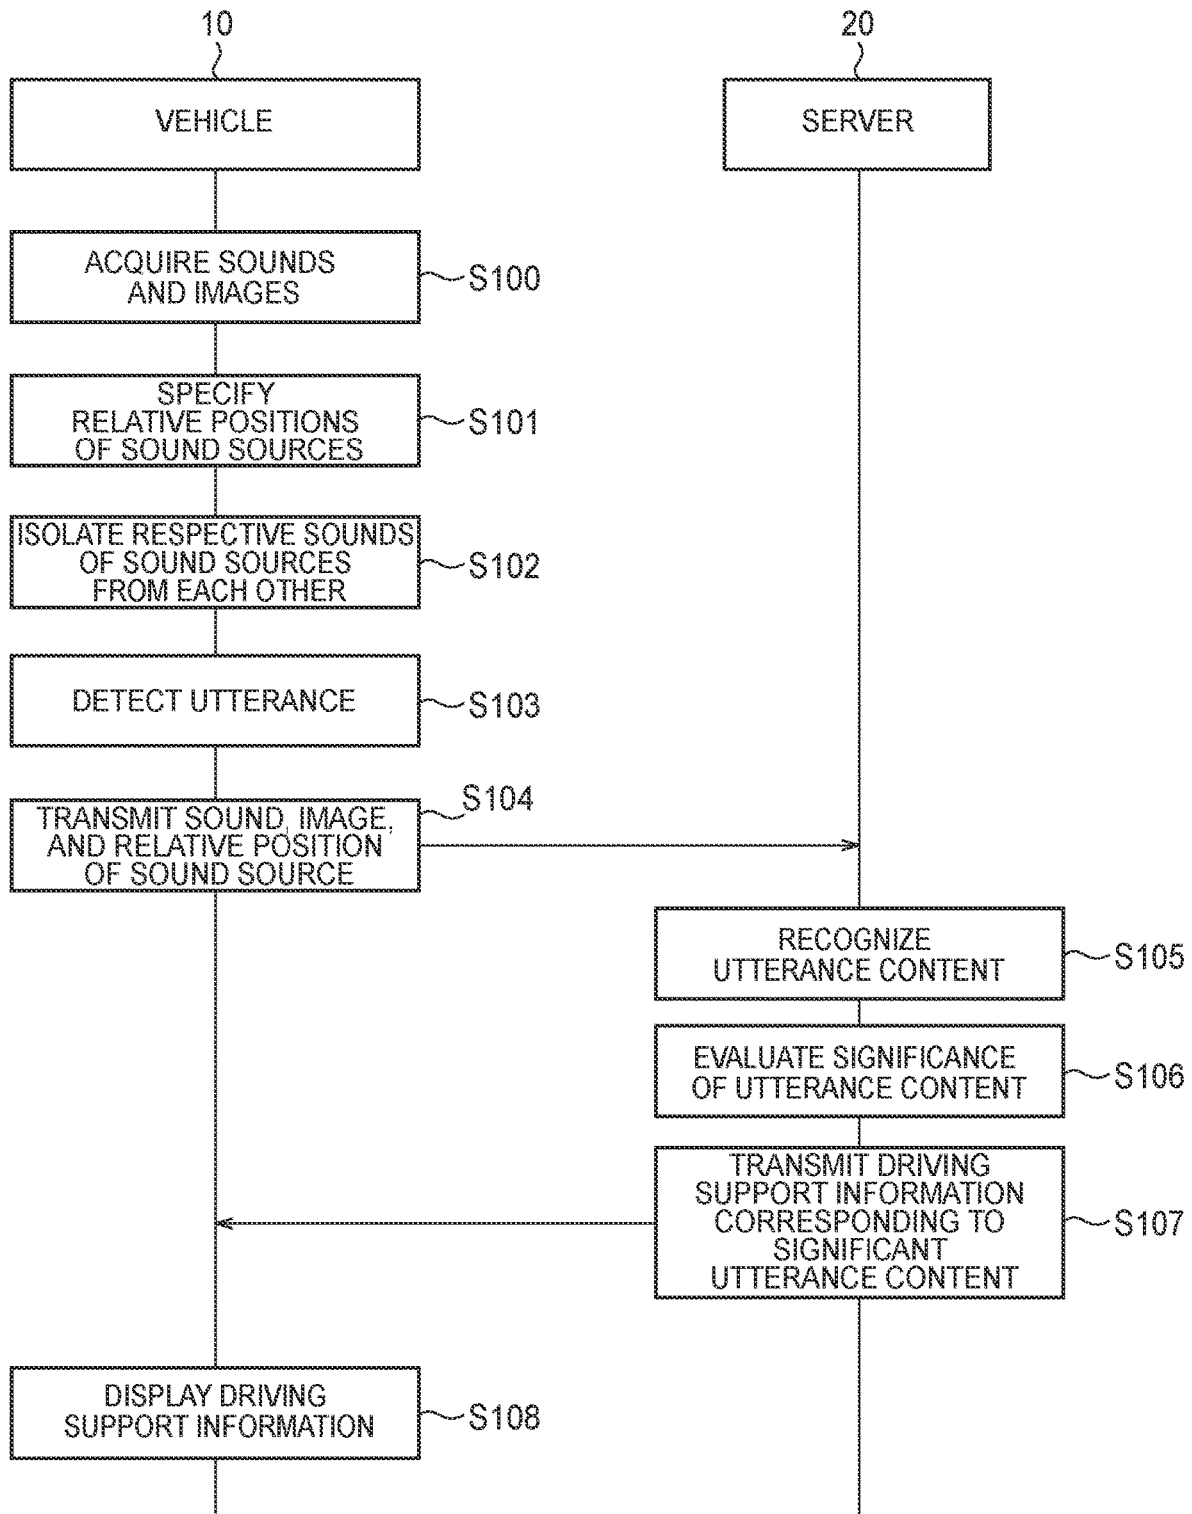 10
20
VEHICLE
SERVER
ACQUIRE SOUNDS
AND IMAGES
S100
SPECIFY
RELATIVE POSITIONS
OF SOUND SOURCES
S101
ISOLATE RESPECTIVE SOUNDS
OF SOUND SOURCES
FROM EACH OTHER
S102
DETECT UTTERANCE
S103
TRANSMIT SOUND, IMAGE,
AND RELATIVE POSITION
OF SOUND SOURCE
S104
RECOGNIZE
UTTERANCE CONTENT
S105
EVALUATE SIGNIFICANCE
OF UTTERANCE CONTENT
S106
TRANSMIT DRIVING
SUPPORT INFORMATION
CORRESPONDING TO
SIGNIFICANT
UTTERANCE CONTENT
S107
DISPLAY DRIVING
SUPPORT INFORMATION
S108